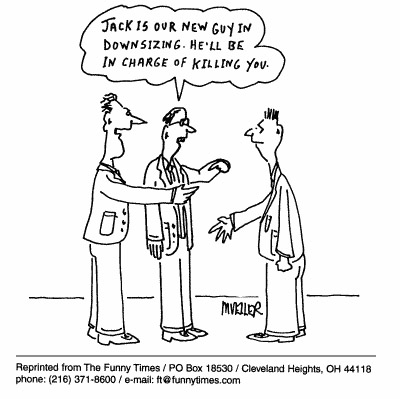 JACK IS OUR NEW GUY IN
DOWNSIZING. HE'LL BE
IN CHARGE OF KILLING YOU.
MUELLER
Reprinted from The Funny Times / PO Box 18530 / Cleveland Heights, OH 44118
phone: (216) 371-8600 / e-mail: ft@funnytimes.com